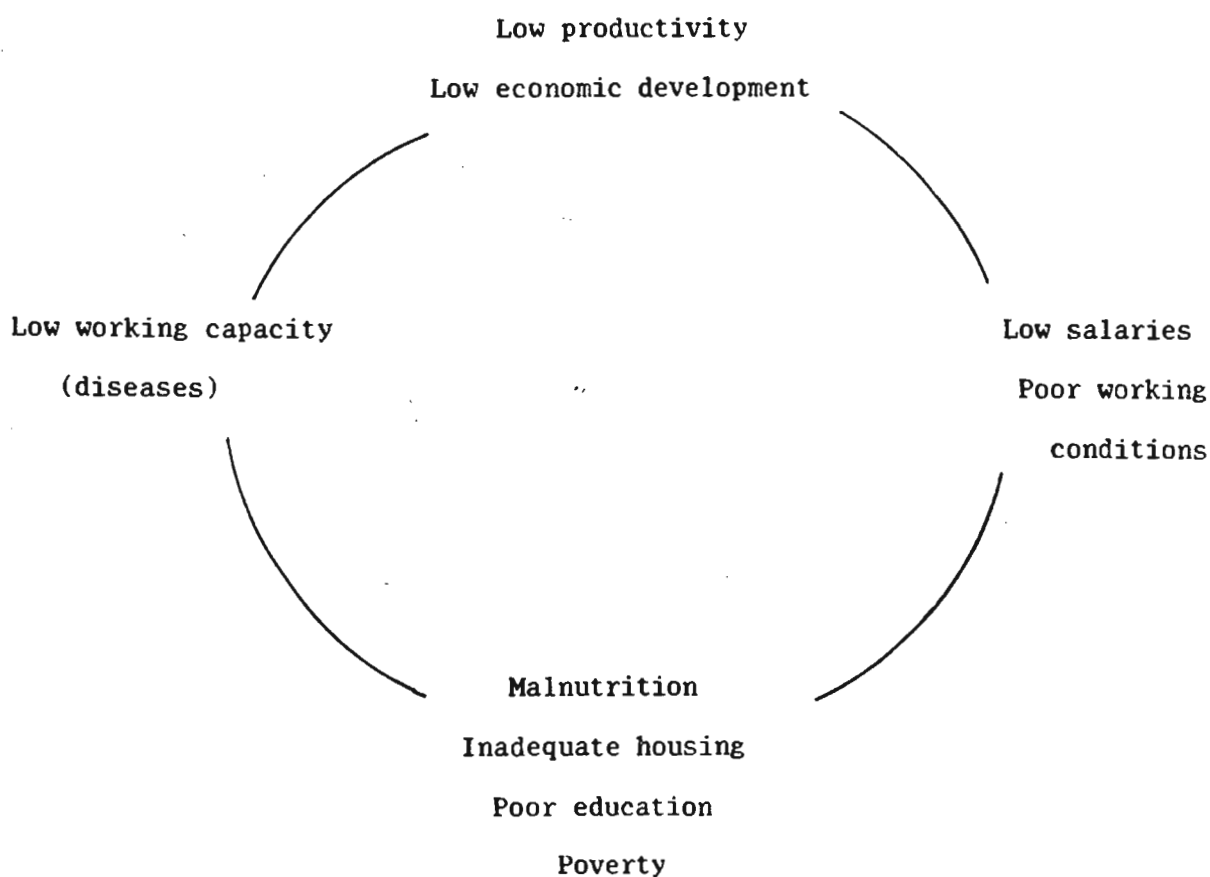 Low productivity
Low economic development
Low working capacity
(diseases)
Low salaries
Poor working
conditions
Malnutrition
Inadequate housing
Poor education
Poverty